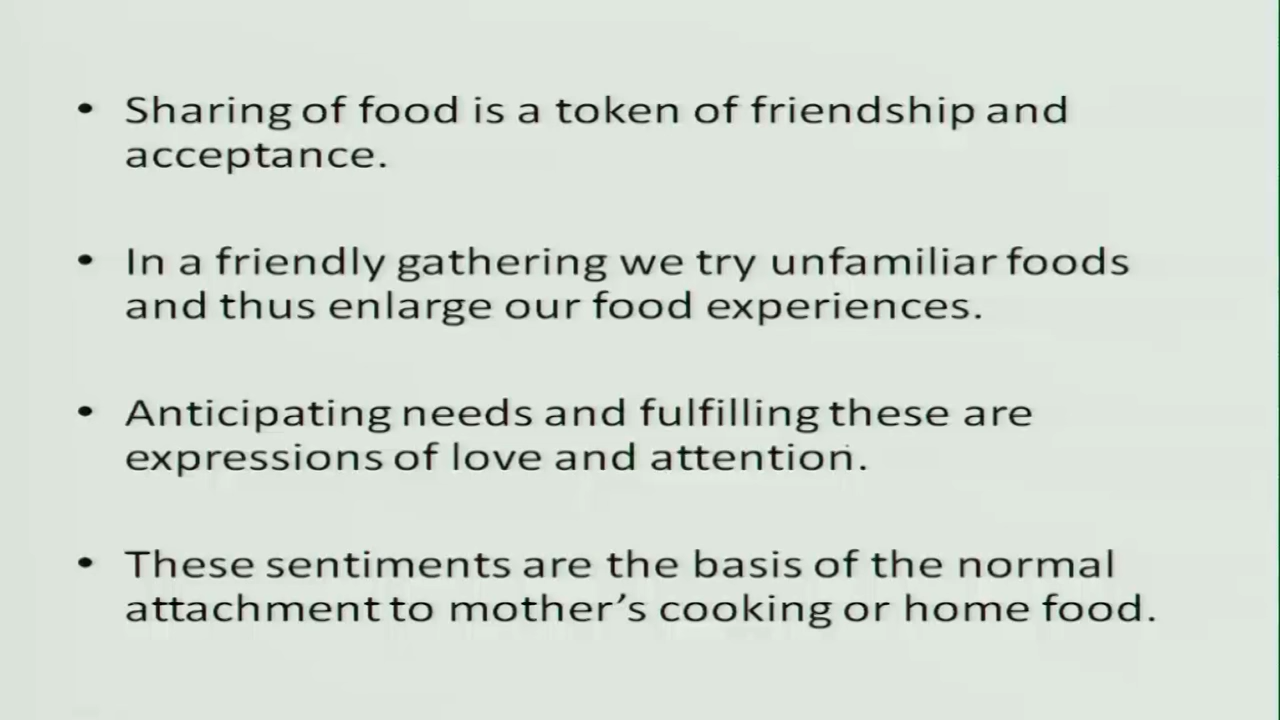 • Sharing of food is a token of friendship and
acceptance.
• In a friendly gathering we try unfamiliar foods
and thus enlarge our food experiences.
• Anticipating needs and fulfilling these are
expressions of love and attention.
• These sentiments are the basis of the normal
attachment to mother’s cooking or home food.